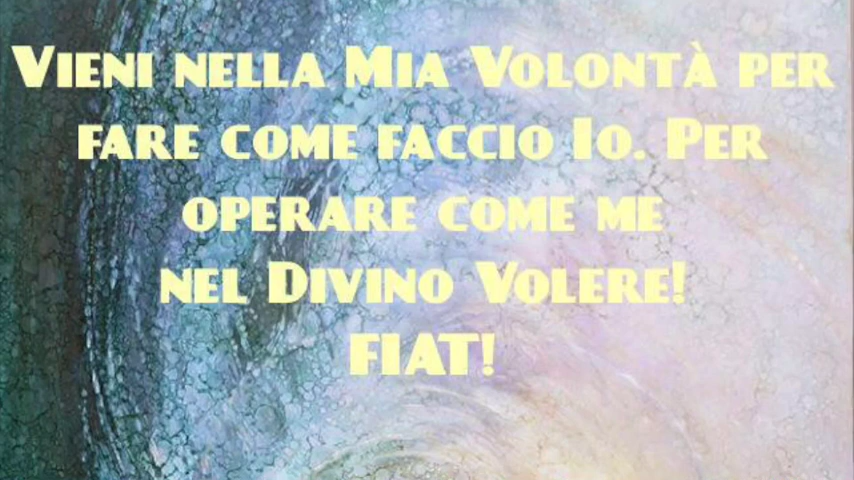 Vieni nella Mia Volontà per
fare come faccio Io. Per
operare come me
nel Divino Volere!
FIAT!